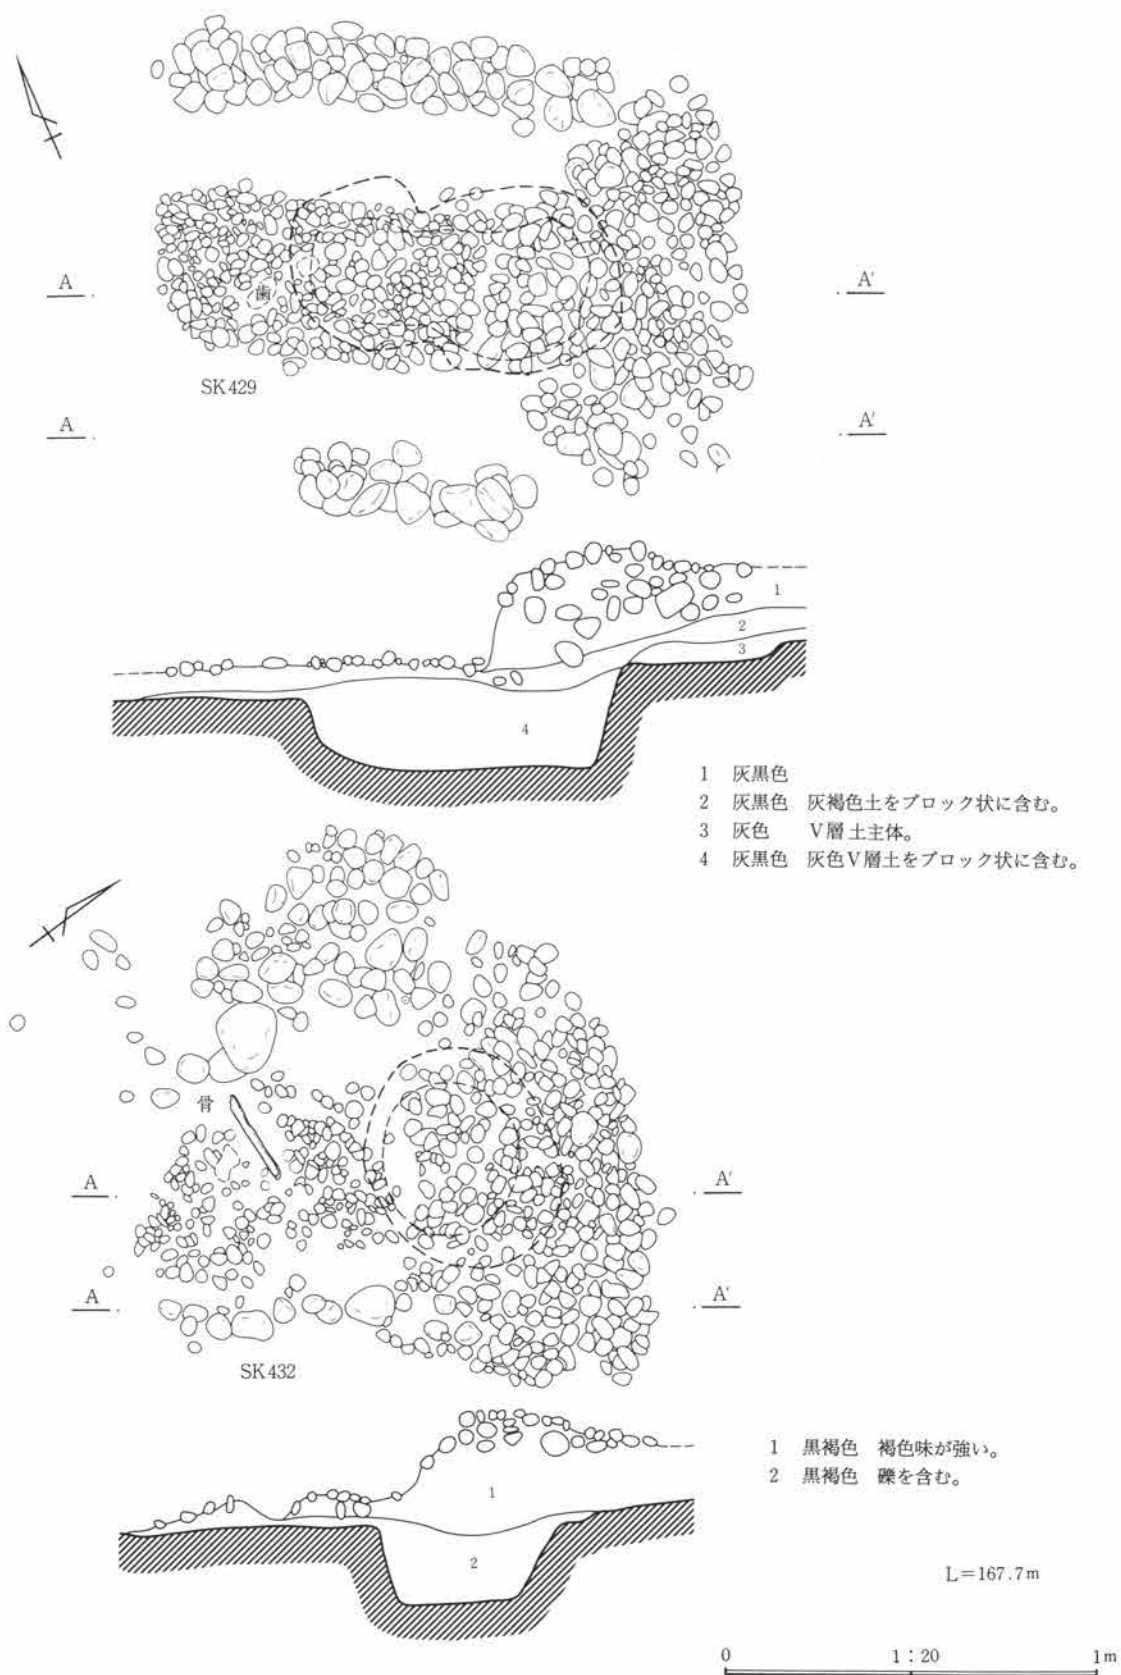 A
A'
歯
SK429
A
A'
1
2
3
4
1 灰黒色
2 灰黒色 灰褐色土をブロック状に含む。
3 灰色 V層土主体。
4 灰黒色 灰色V層土をブロック状に含む。
骨
A
A'
A
A'
SK432
1
2
1 黒褐色 褐色味が強い。
2 黒褐色 礫を含む。
L=167.7m
0 1:20 1m